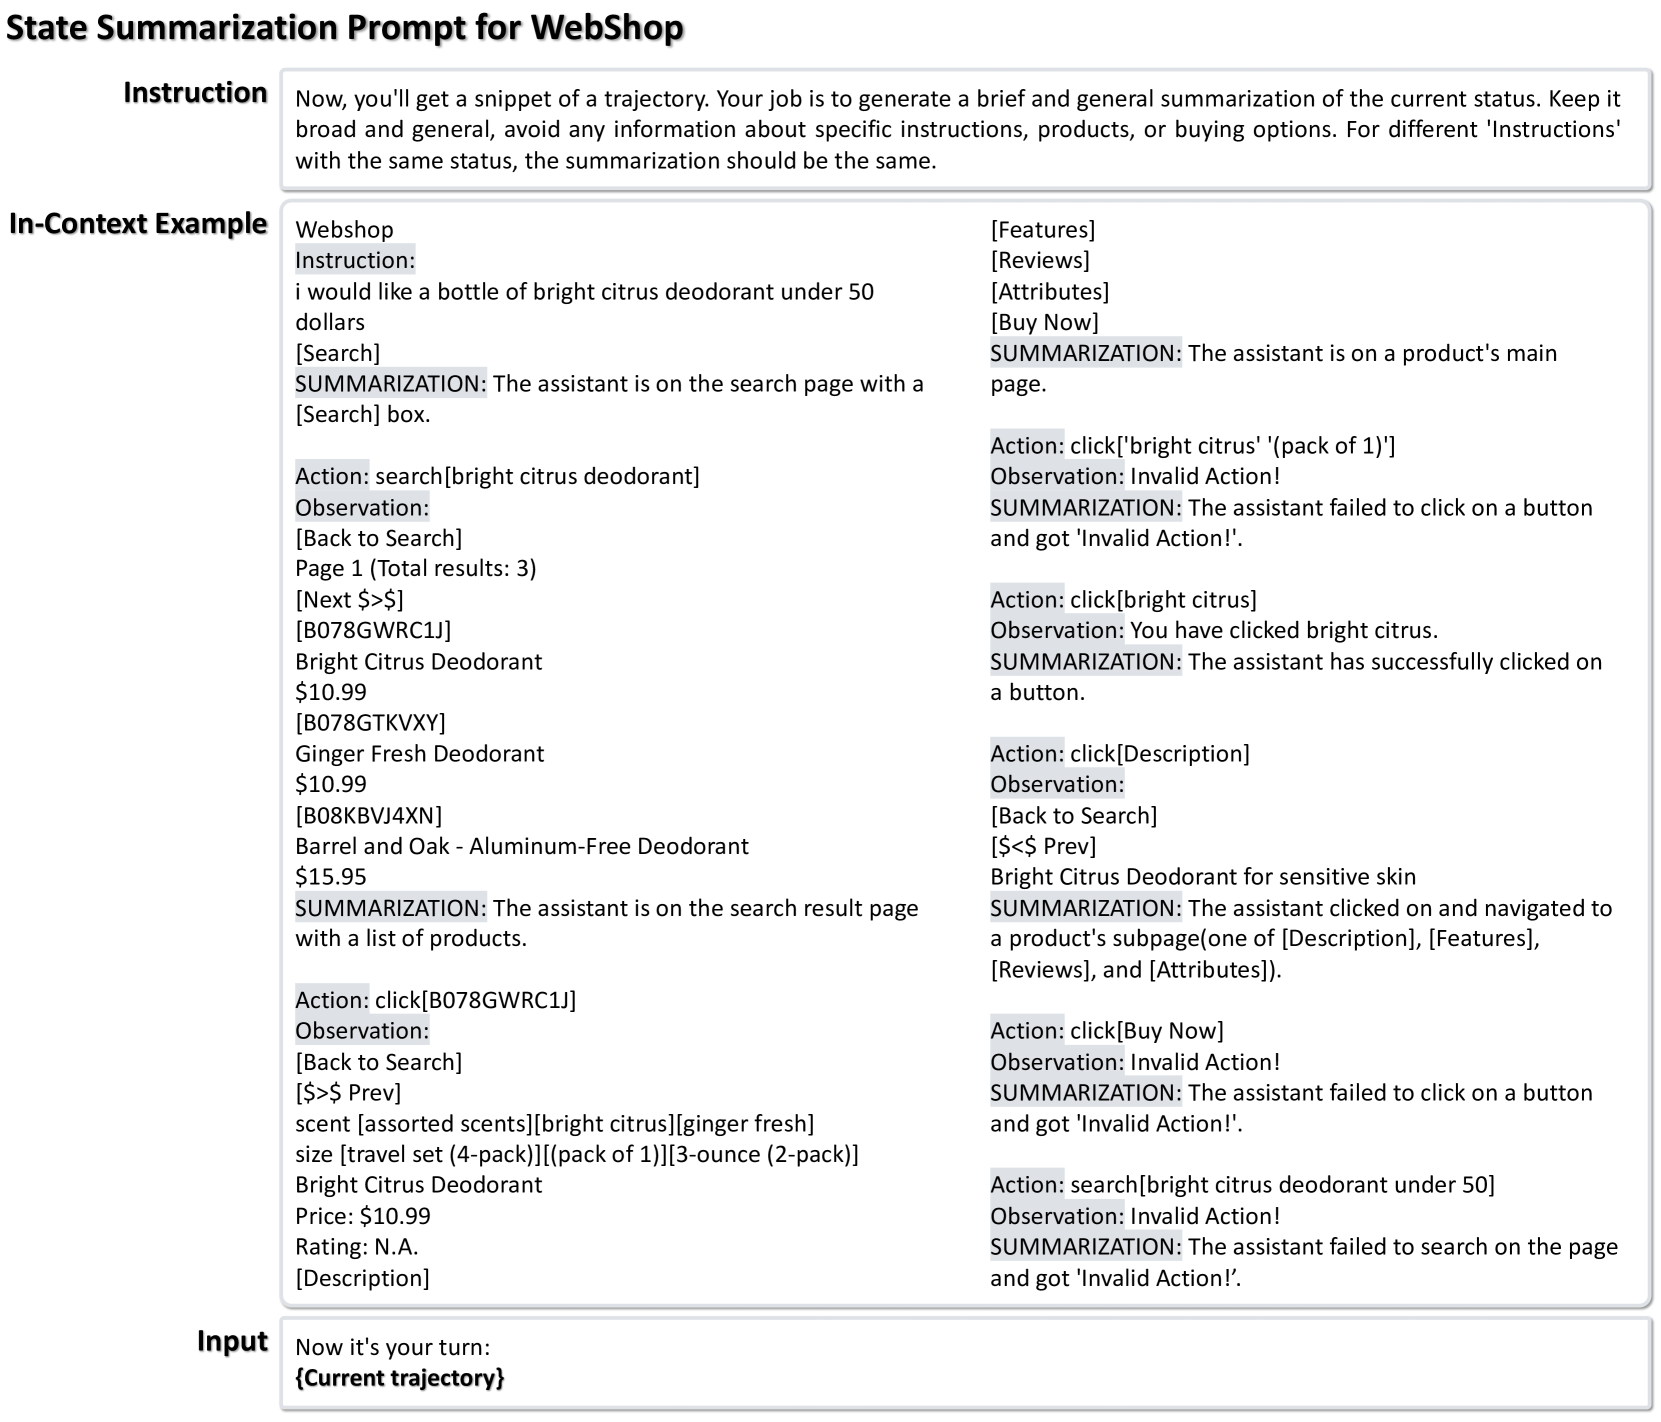 State Summarization Prompt for WebShop
Instruction
Now, you'll get a snippet of a trajectory. Your job is to generate a brief and general summarization of the current status. Keep it
broad and general, avoid any information about specific instructions, products, or buying options. For different 'Instructions'
with the same status, the summarization should be the same.
In-Context Example
Webshop
Instruction:
i would like a bottle of bright citrus deodorant under 50
dollars
[Search]
SUMMARIZATION: The assistant is on the search page with a
[Search] box.
Action: search[bright citrus deodorant]
Observation:
[Back to Search]
Page 1 (Total results: 3)
[Next $>$]
[B078GWRC1J]
Bright Citrus Deodorant
$10.99
[B078GTKVXY]
Ginger Fresh Deodorant
$10.99
[B08KBVJ4XN]
Barrel and Oak - Aluminum-Free Deodorant
$15.95
SUMMARIZATION: The assistant is on the search result page
with a list of products.
Action: click[B078GWRC1J]
Observation:
[Back to Search]
[$>$ Prev]
scent [assorted scents][bright citrus][ginger fresh]
size [travel set (4-pack)][(pack of 1)][3-ounce (2-pack)]
Bright Citrus Deodorant
Price: $10.99
Rating: N.A.
[Description]
[Features]
[Reviews]
[Attributes]
[Buy Now]
SUMMARIZATION: The assistant is on a product's main
page.
Action: click['bright citrus' '(pack of 1)']
Observation: Invalid Action!
SUMMARIZATION: The assistant failed to click on a button
and got 'Invalid Action!'.
Action: click[bright citrus]
Observation: You have clicked bright citrus.
SUMMARIZATION: The assistant has successfully clicked on
a button.
Action: click[Description]
Observation:
[Back to Search]
[$<$ Prev]
Bright Citrus Deodorant for sensitive skin
SUMMARIZATION: The assistant clicked on and navigated to
a product's subpage(one of [Description], [Features],
[Reviews], and [Attributes]).
Action: click[Buy Now]
Observation: Invalid Action!
SUMMARIZATION: The assistant failed to click on a button
and got 'Invalid Action!'.
Action: search[bright citrus deodorant under 50]
Observation: Invalid Action!
SUMMARIZATION: The assistant failed to search on the page
and got 'Invalid Action!’.
Input
Now it's your turn:
{Current trajectory}